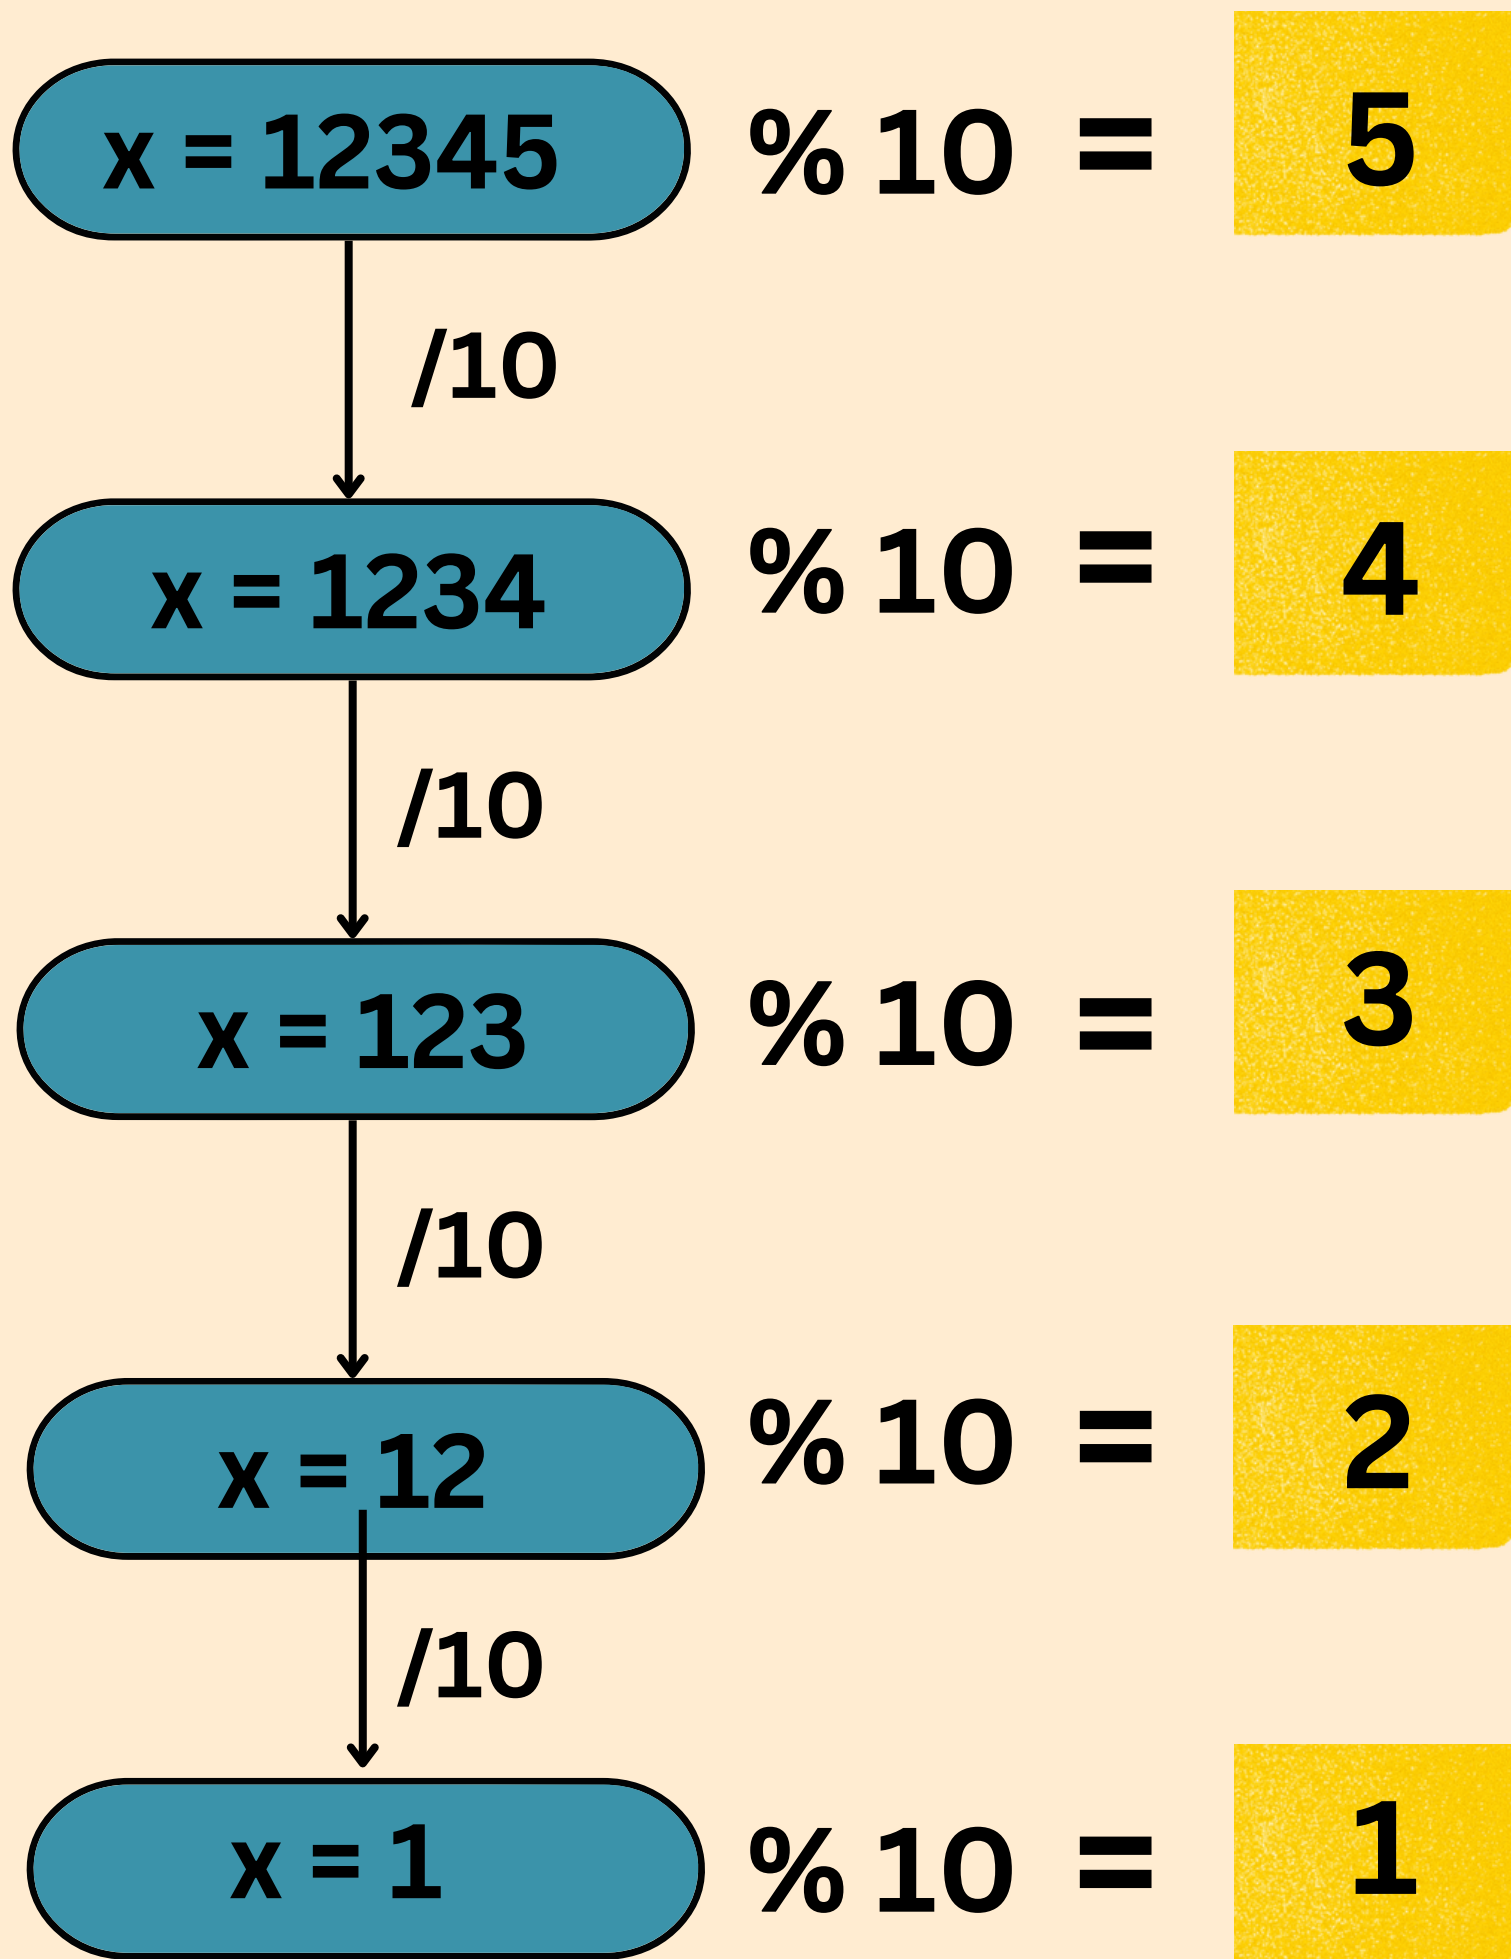 x = 12345 % 10 = 5
/10
x = 1234 % 10 = 4
/10
x = 123 % 10 = 3
/10
x = 12 % 10 = 2
/10
x = 1 % 10 = 1